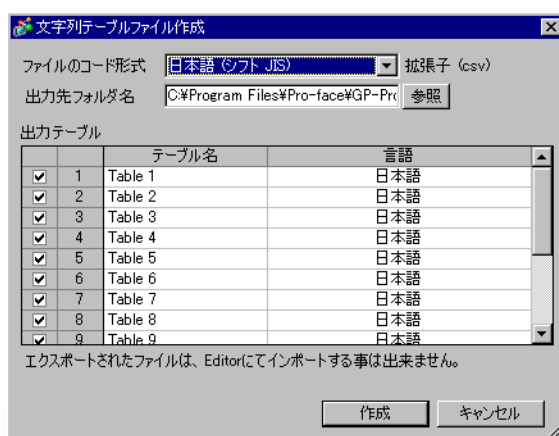 文字列テーブルファイル作成
ファイルのコード形式 日本語 (シフト JIS) 拡張子 (csv)
出力先フォルダ名 C:¥Program Files¥Pro-face¥GP-Pro 参照
出力テーブル
テーブル名 言語
1 Table 1 日本語
2 Table 2 日本語
3 Table 3 日本語
4 Table 4 日本語
5 Table 5 日本語
6 Table 6 日本語
7 Table 7 日本語
8 Table 8 日本語
9 Table 9 日本語
エクスポートされたファイルは、Editorにてインポートする事は出来ません。
作成 キャンセル